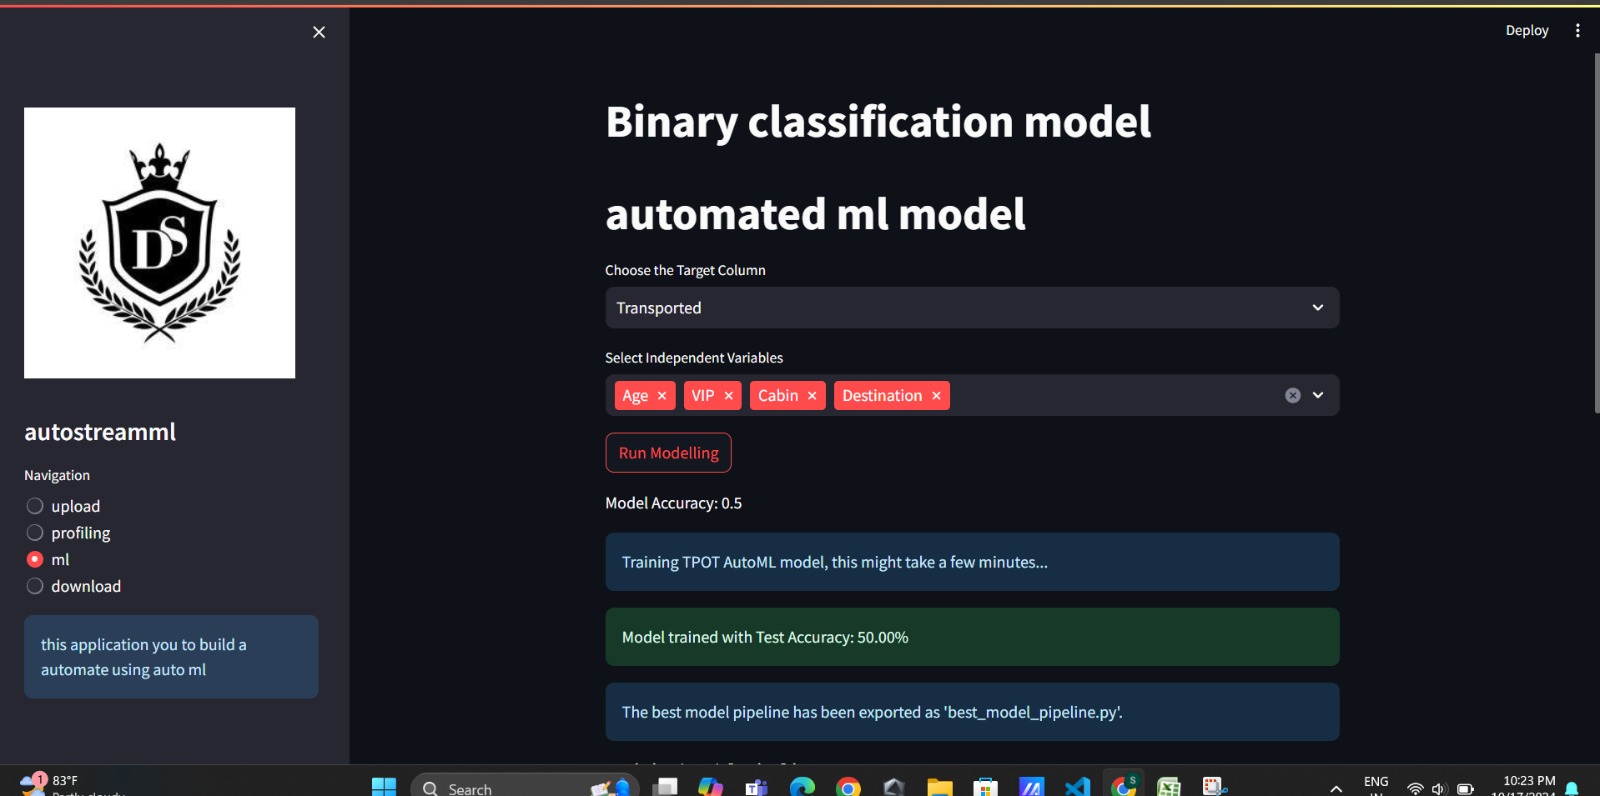 Deploy
DS
autostreamml
Navigation
upload
profiling
ml
download
this application you to build a
automate using auto ml
Binary classification model
automated ml model
Choose the Target Column
Transported
Select Independent Variables
Age
VIP
Cabin
Destination
Run Modelling
Model Accuracy: 0.5
Training TPOT AutoML model, this might take a few minutes...
Model trained with Test Accuracy: 50.00%
The best model pipeline has been exported as 'best_model_pipeline.py'.
1
83°F
Search
S
ENG
10:23 PM